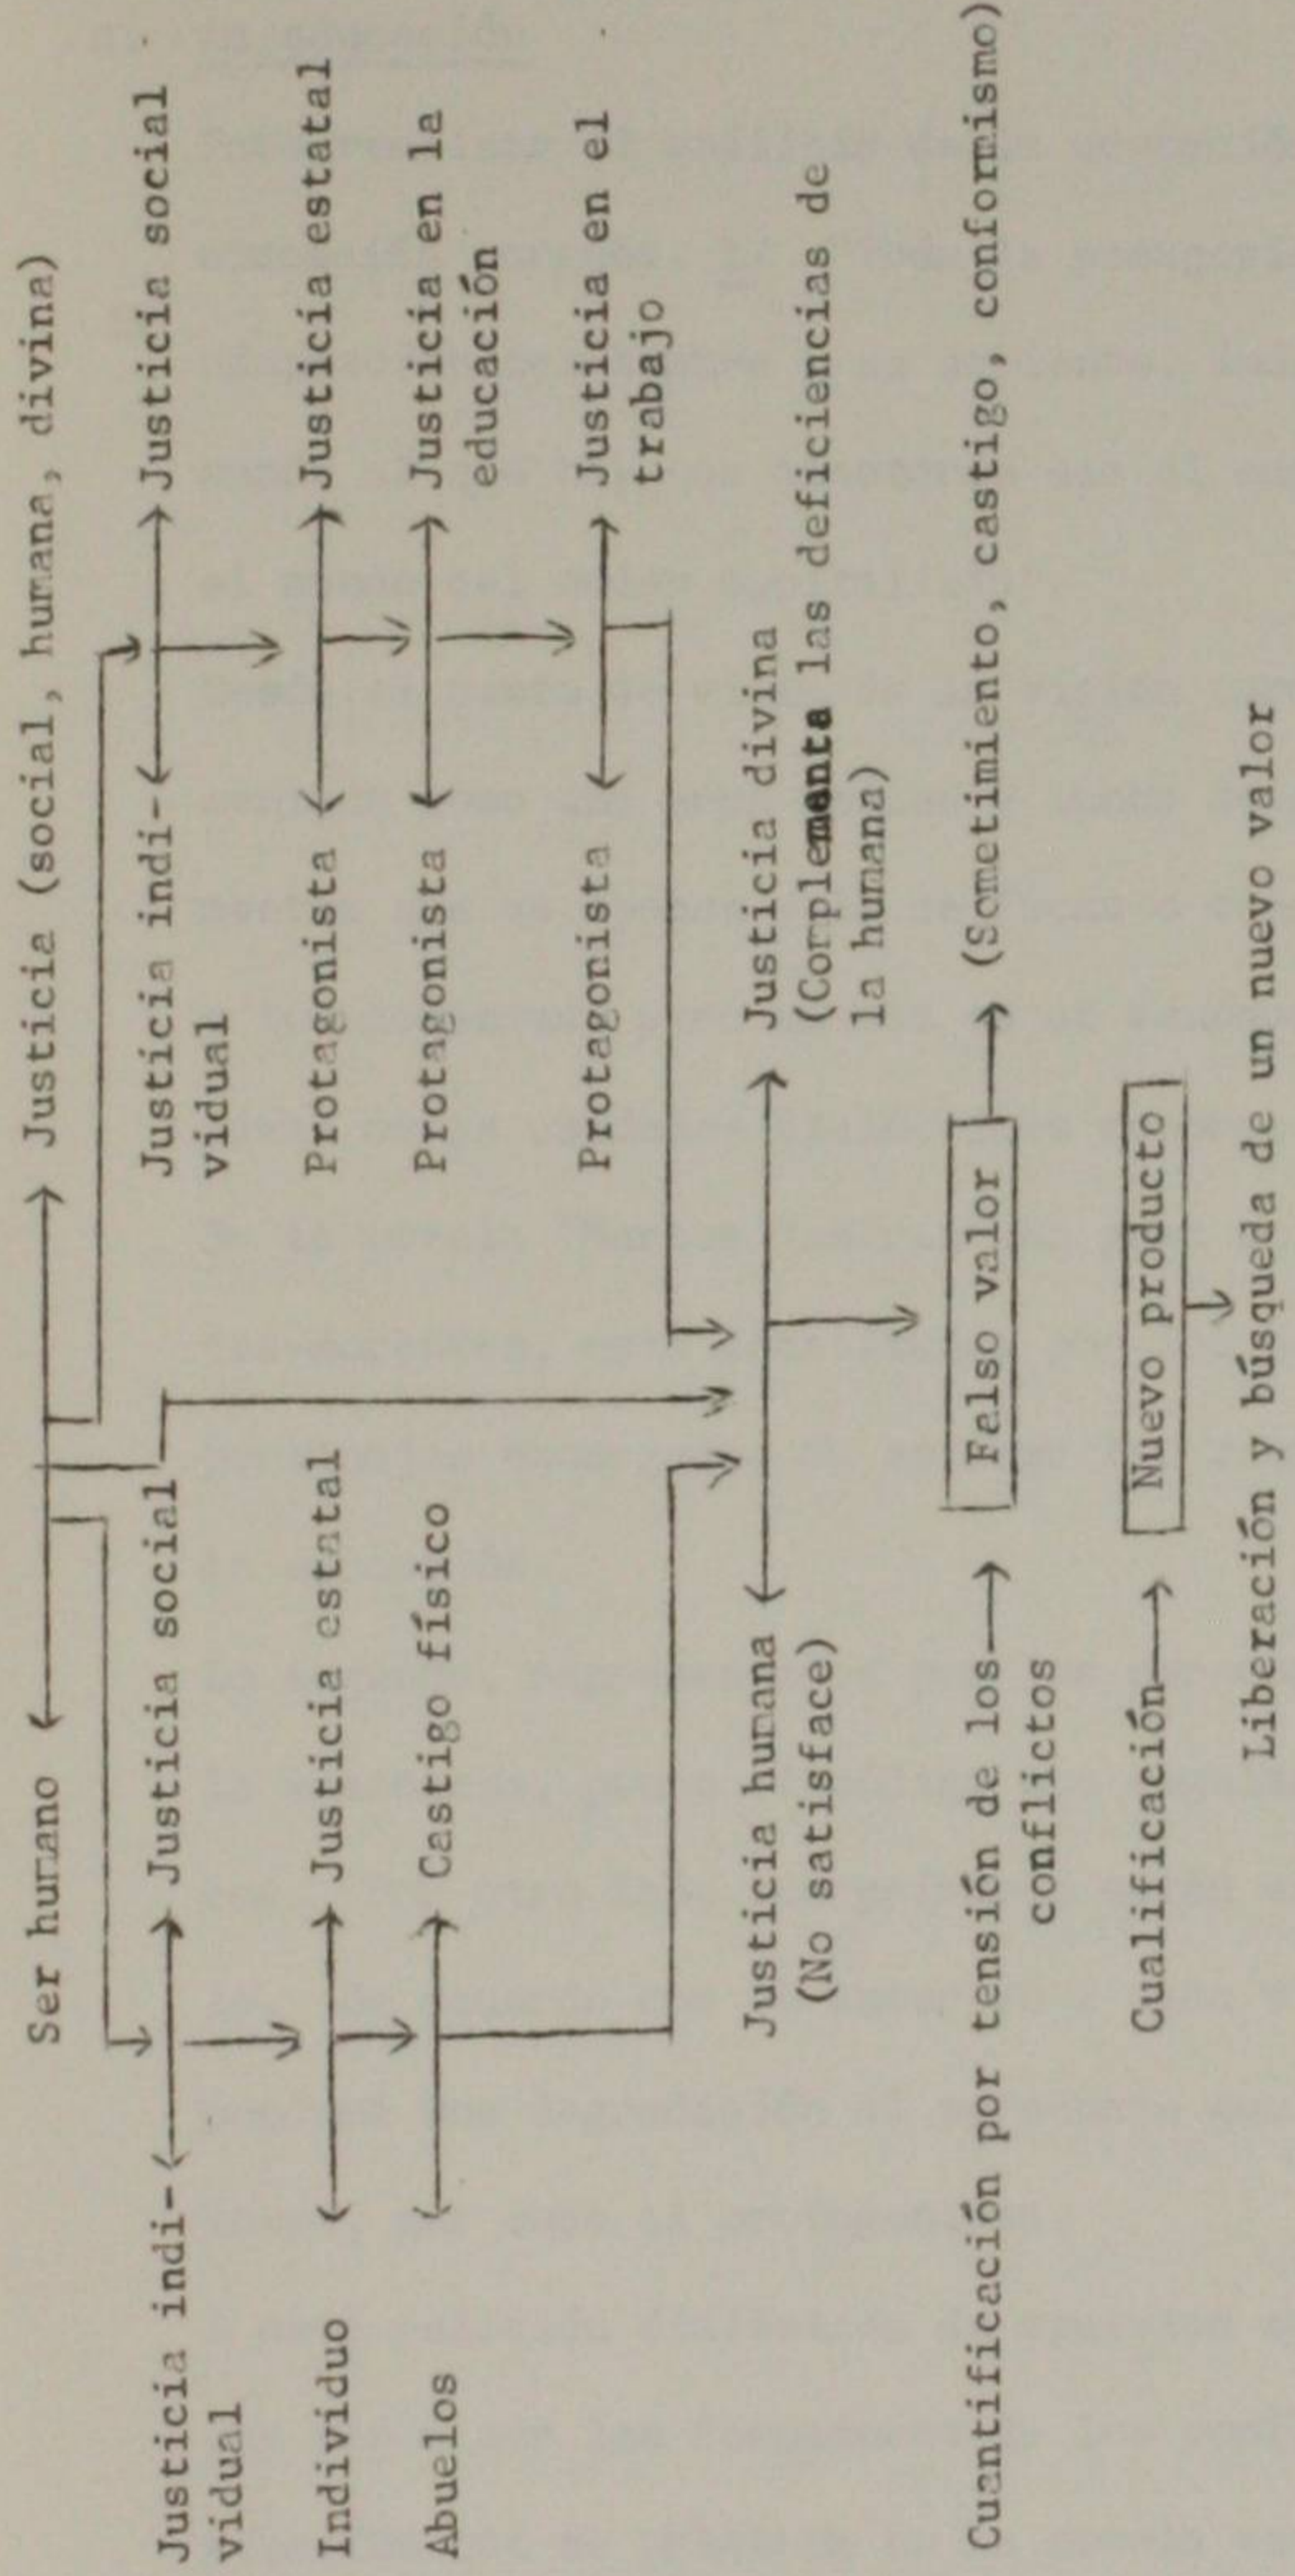 Ser humano Justicia (social, humana, divina)
Justicia indi- Justicia social Justicia indi- Justicia social
vidual vidual
Individuo Justicia estatal Protagonista Justicia estatal
Abuelos Castigo físico Protagonista Justicia en la
educación
Protagonista Justicia en el
trabajo
Justicia humana Justicia divina
(No satisface) (Complementa las deficiencias de
la humana)
Cuantificación por tensión de los Falso valor (Sometimiento, castigo, conformismo)
conflictos
Cualificación Nuevo producto
Liberación y búsqueda de un nuevo valor